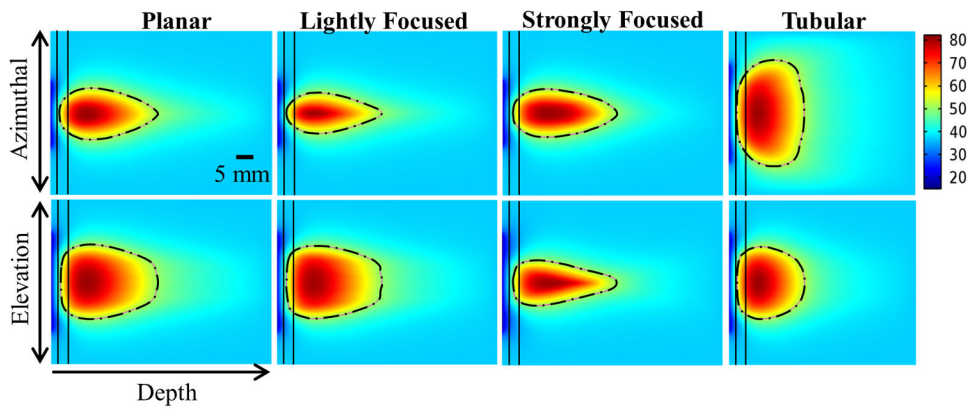 Planar
Lightly Focused
Strongly Focused
Tubular
Azimuthal
5 mm
80
70
60
50
40
30
20
Elevation
Depth